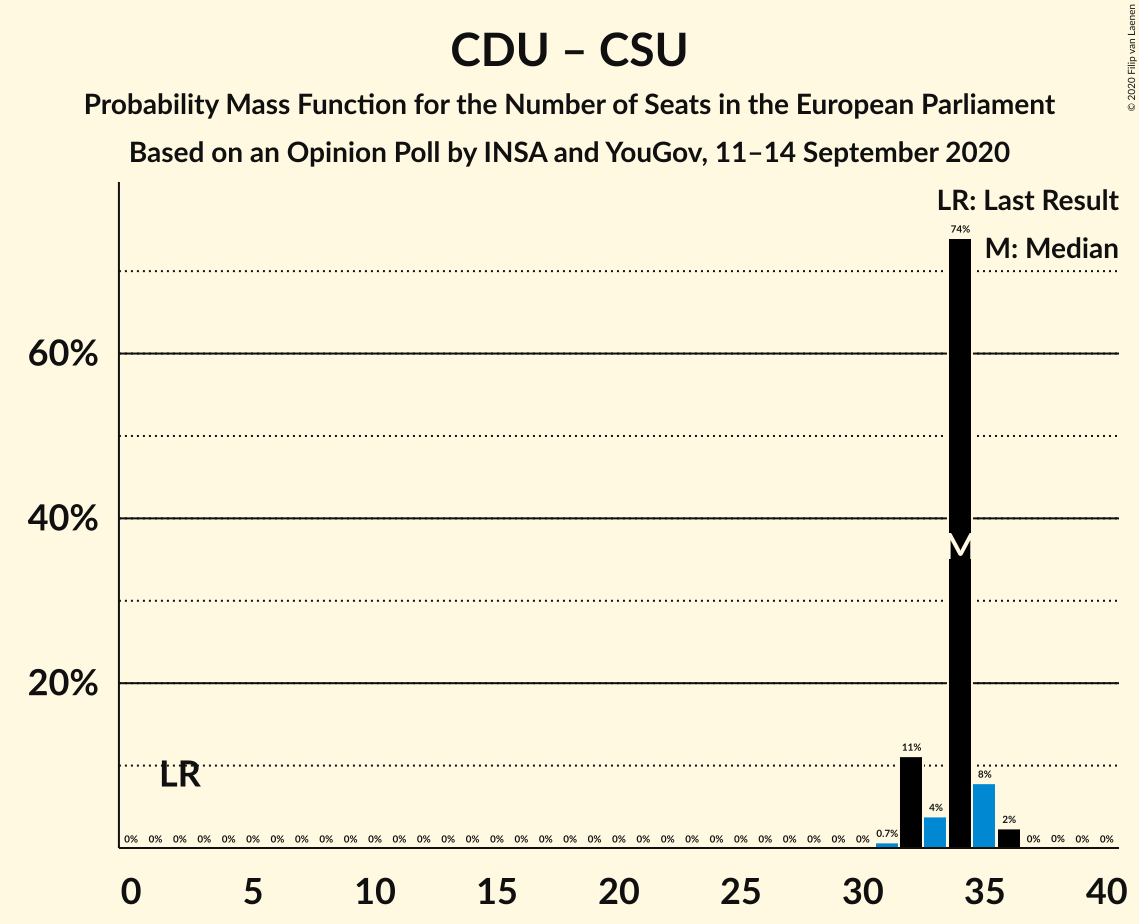 CDU – CSU
Probability Mass Function for the Number of Seats in the European Parliament
Based on an Opinion Poll by INSA and YouGov, 11–14 September 2020
© 2020 Filip van Laenen
LR: Last Result
M: Median
74%
60%
40%
M
20%
LR
11%
8%
4%
2%
0.7%
0% 0% 0% 0% 0% 0% 0% 0% 0% 0% 0% 0% 0% 0% 0% 0% 0% 0% 0% 0% 0% 0% 0% 0% 0% 0% 0% 0% 0% 0% 0% 0% 0% 0% 0%
0 5 10 15 20 25 30 35 40